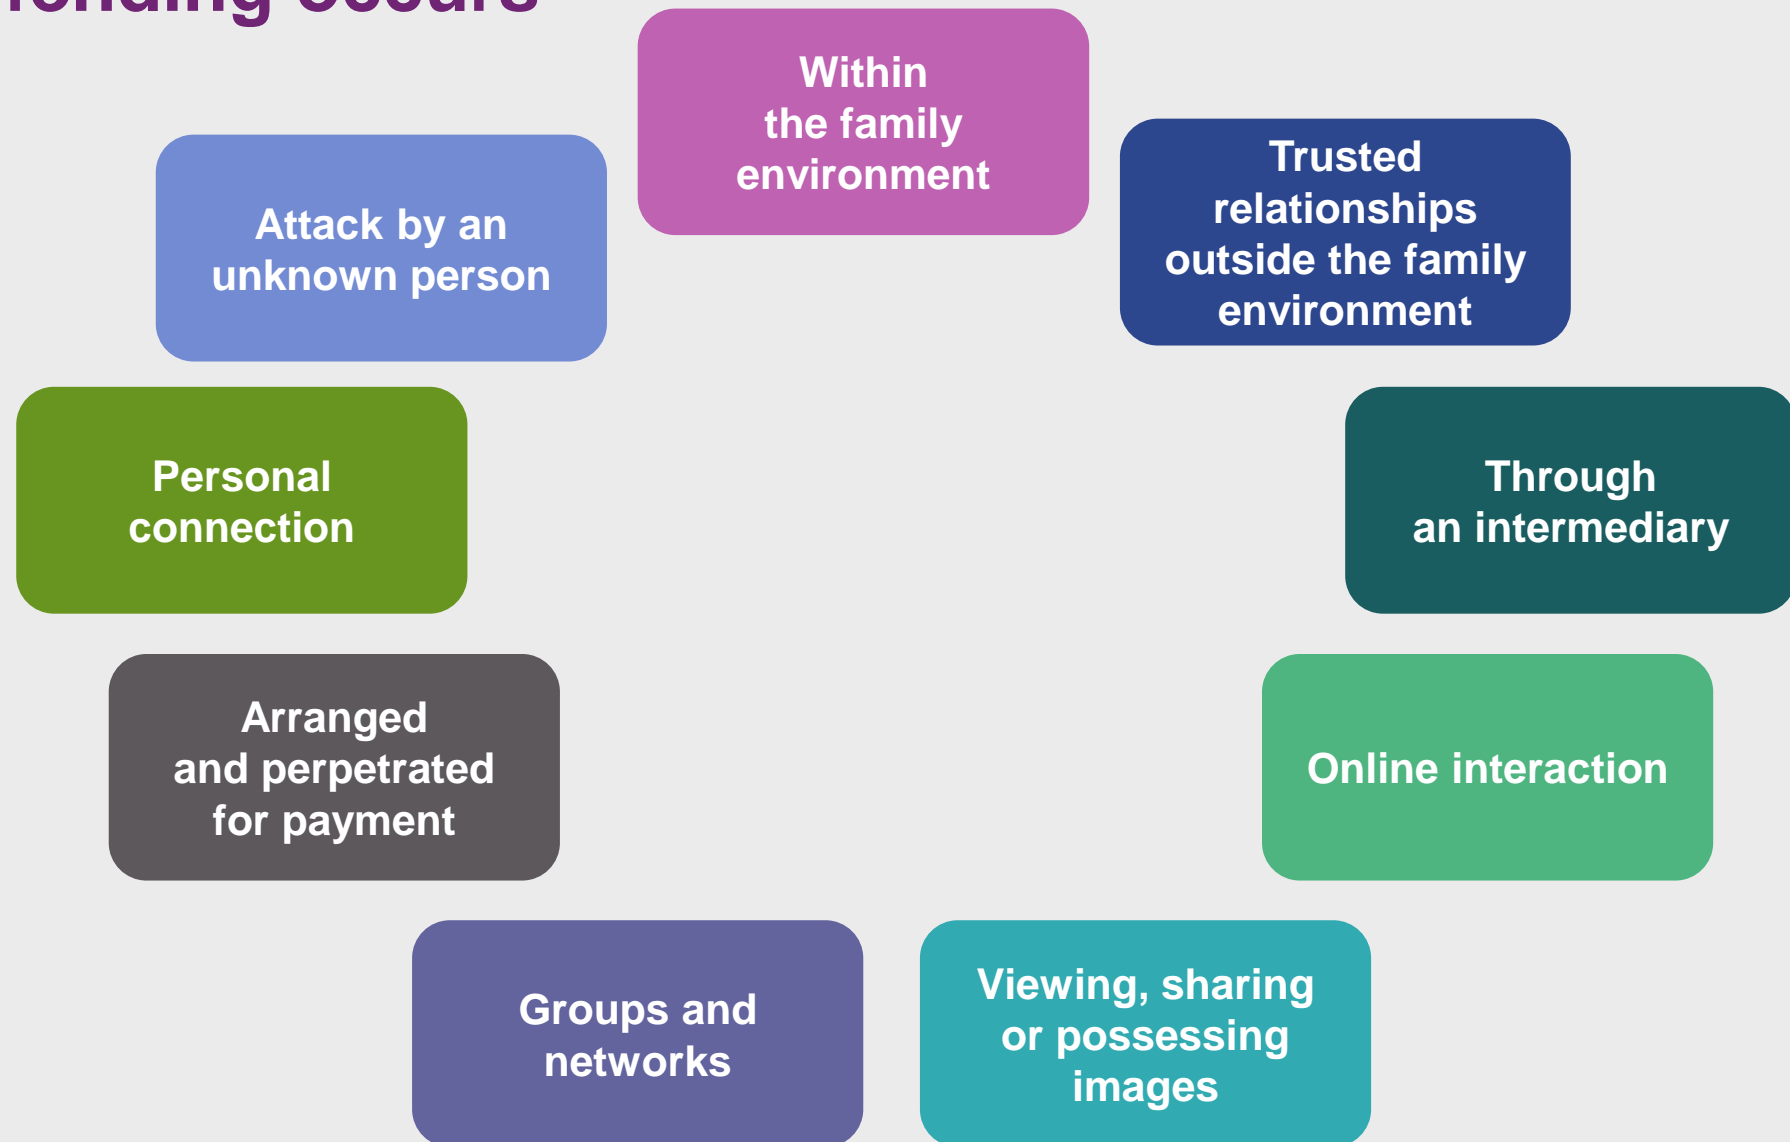 occurs
Within
the family
environment
Trusted
relationships
outside the family
environment
Through
an intermediary
Online interaction
Viewing, sharing
or possessing
images
Groups and
networks
Arranged
and perpetrated
for payment
Personal
connection
Attack by an
unknown person